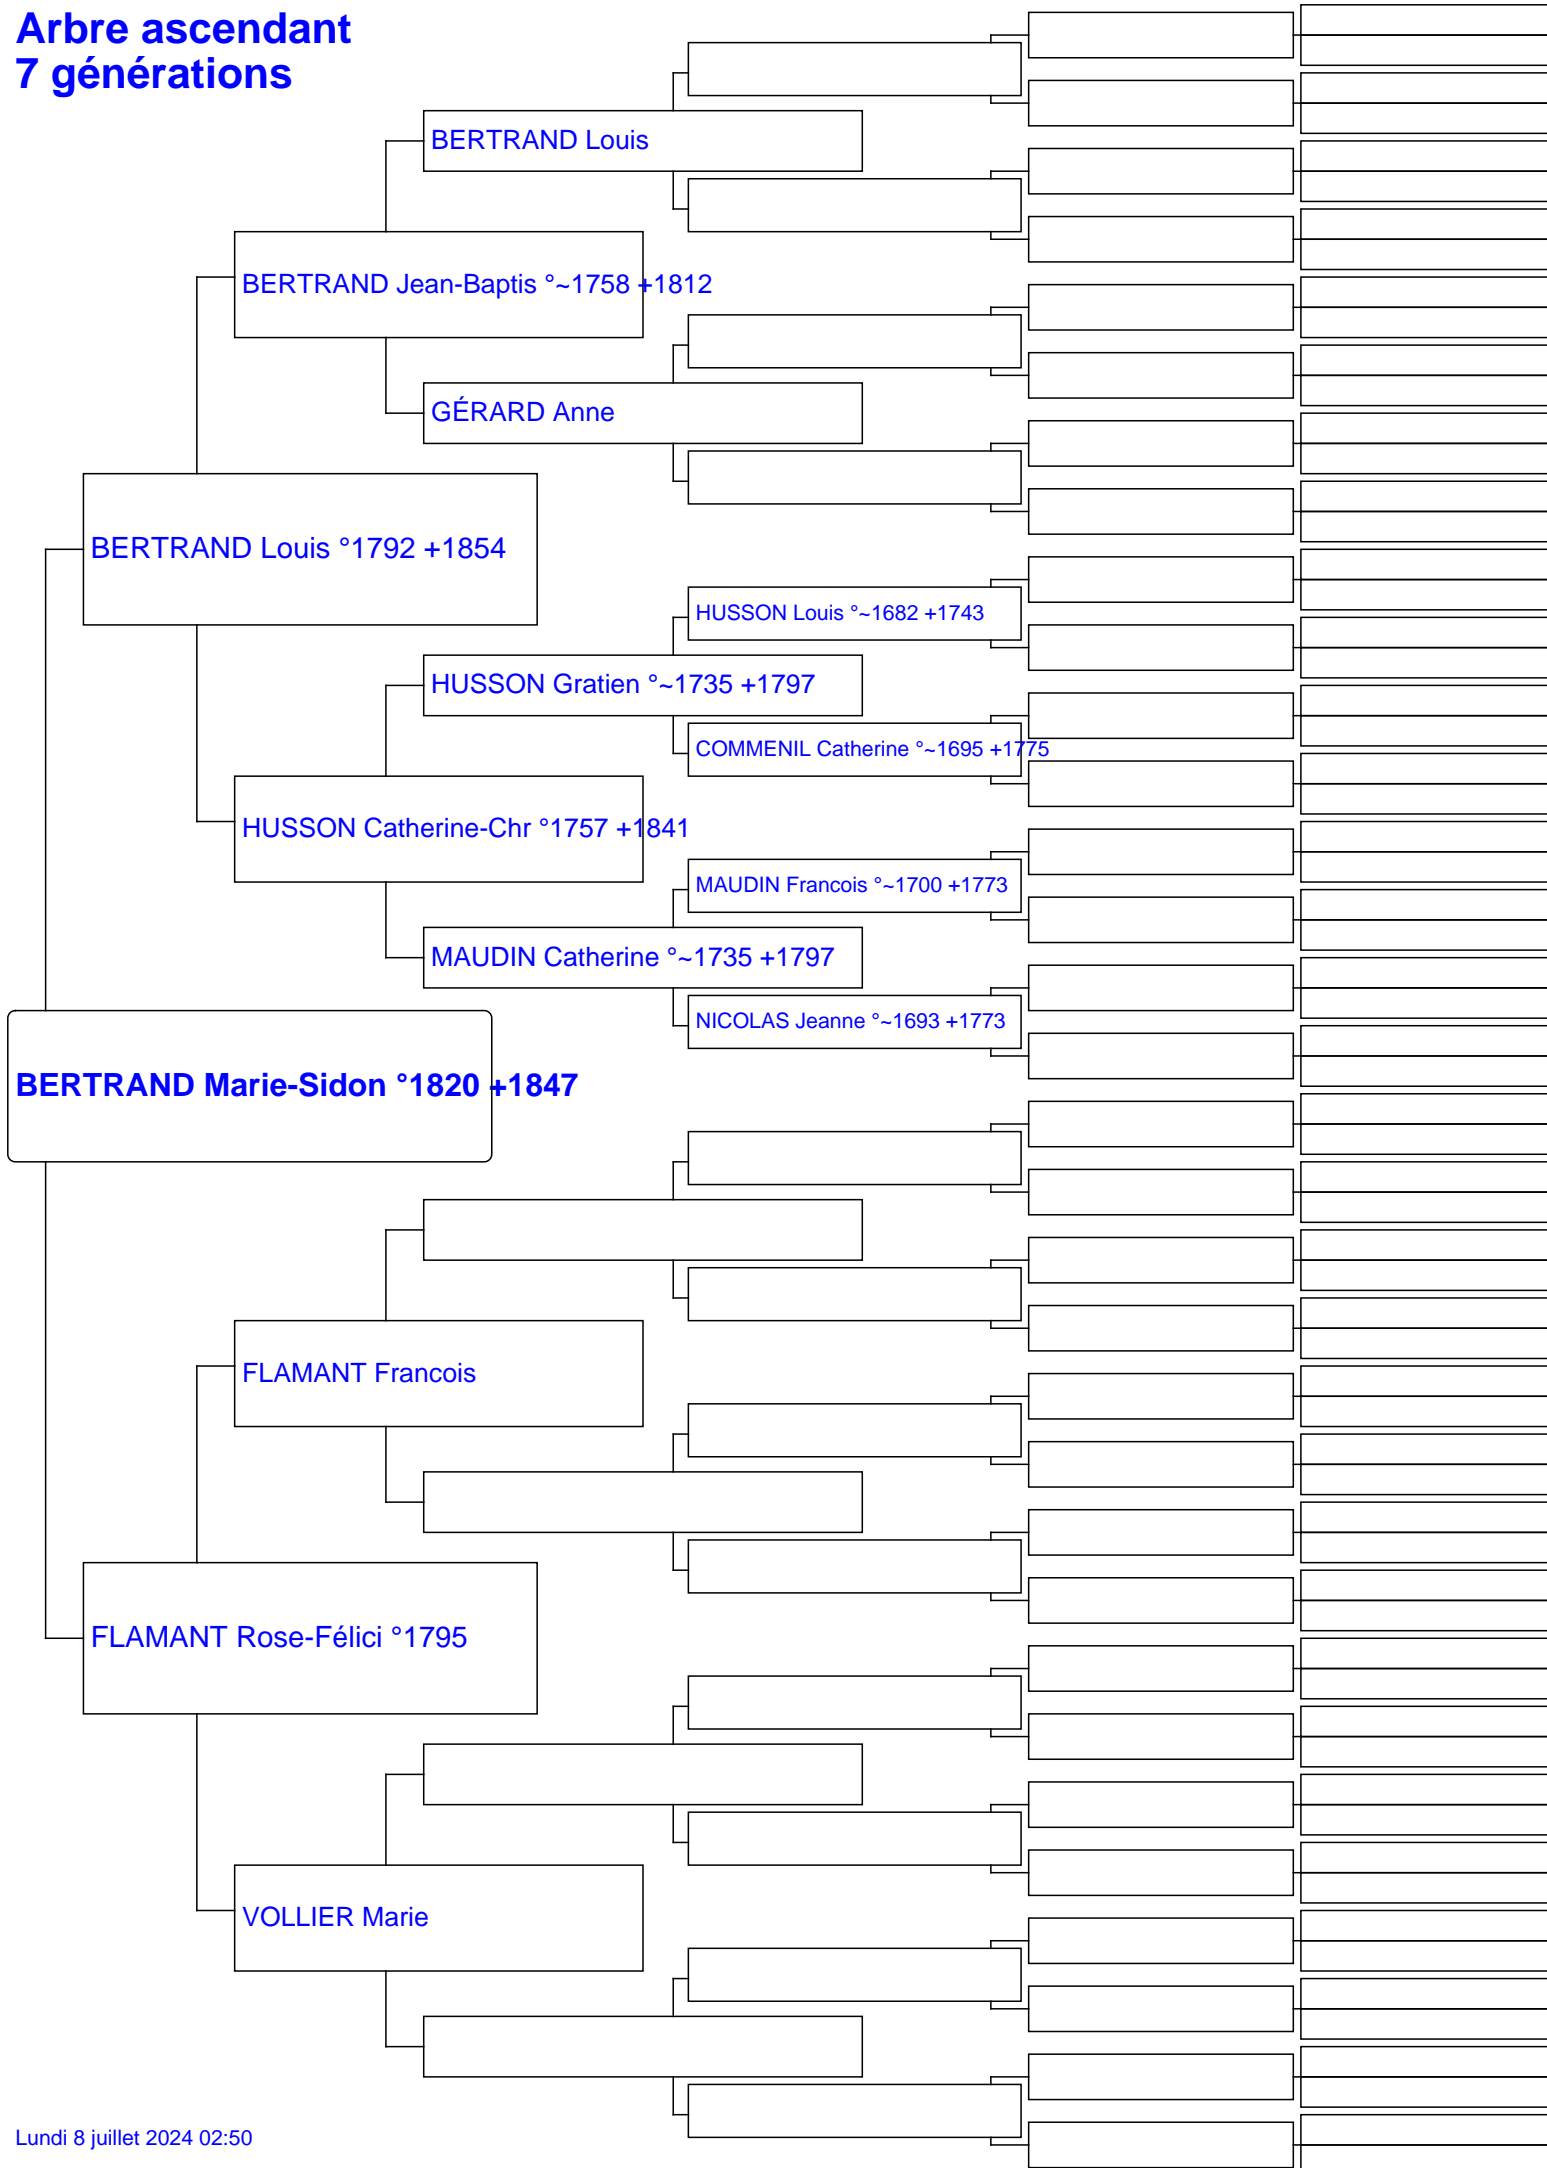 Arbre ascendant
7 générations
BERTRAND Louis
BERTRAND Jean-Baptis °~1758 +1812
GÉRARD Anne
BERTRAND Louis °1792 +1854
HUSSON Louis °~1682 +1743
HUSSON Gratien °~1735 +1797
COMMENIL Catherine °~1695 +1775
HUSSON Catherine-Chr °1757 +1841
MAUDIN Francois °~1700 +1773
MAUDIN Catherine °~1735 +1797
NICOLAS Jeanne °~1693 +1773
BERTRAND Marie-Sidon °1820 +1847
FLAMANT Francois
FLAMANT Rose-Félici °1795
VOLLIER Marie
Lundi 8 juillet 2024 02:50